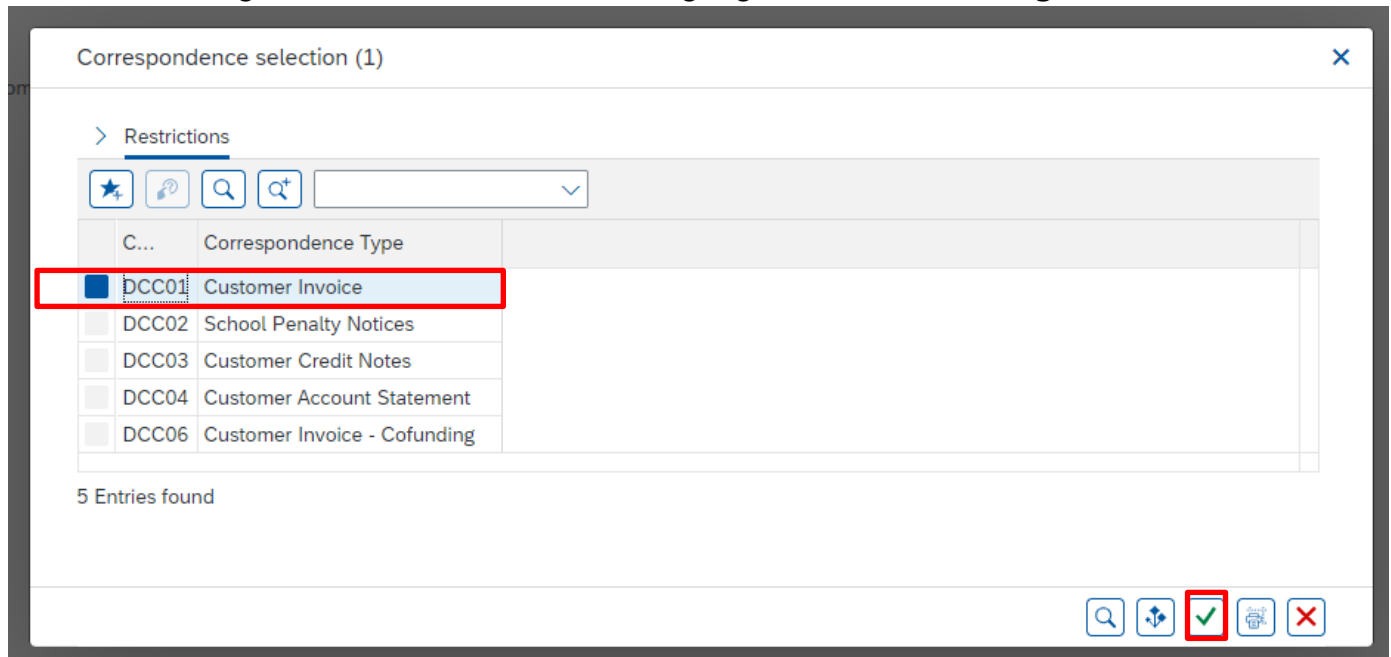 Correspondence selection (1)
Restrictions
C... Correspondence Type
DCC01 Customer Invoice
DCC02 School Penalty Notices
DCC03 Customer Credit Notes
DCC04 Customer Account Statement
DCC06 Customer Invoice - Cofunding
5 Entries found